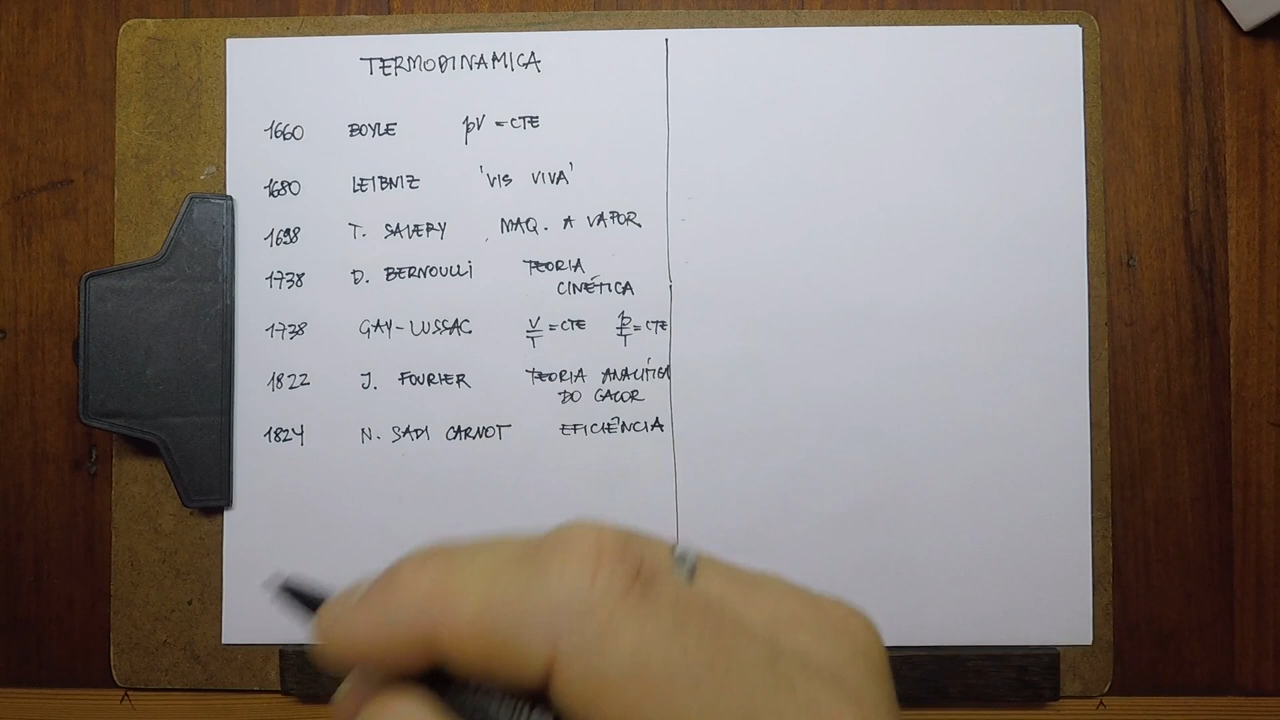 TERMODINAMICA
1660 BOYLE pV = CTE
1680 LEIBNIZ 'VIS VIVA'
1698 T. SAVERY MAQ. A VAPOR
1738 D. BERNOULLI TEORIA
CINÉTICA
1738 GAY-LUSSAC V/T = CTE p/T = CTE
1822 J. FOURIER TEORIA ANALÍTICA
DO CALOR
1824 N. SADI CARNOT EFICIÊNCIA